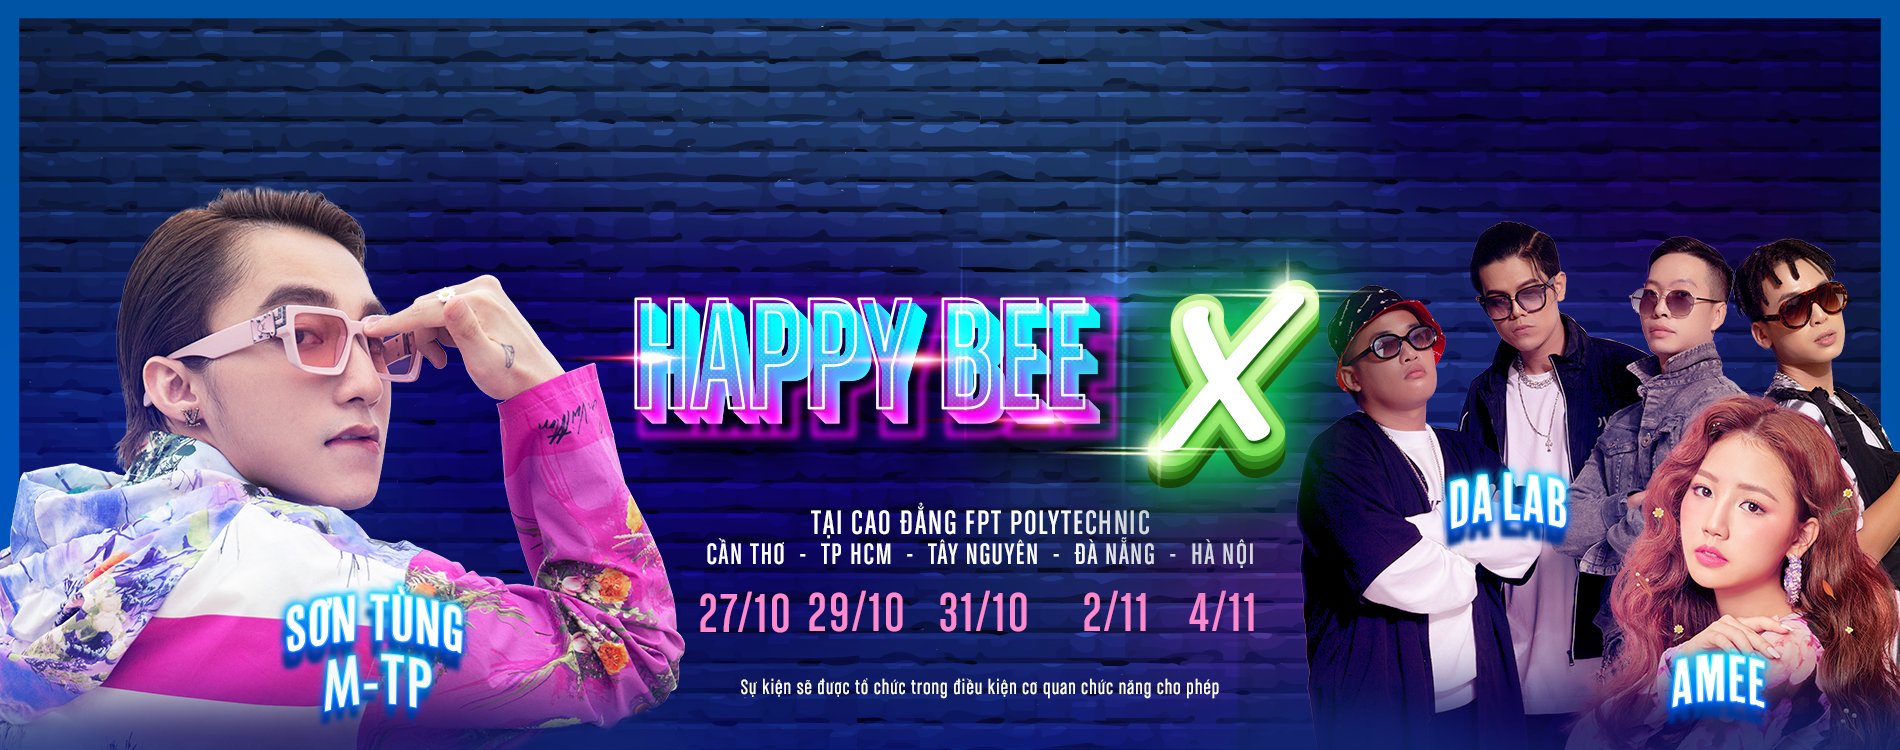 SƠN TÙNG
M-TP
HAPPY BEE X
TẠI CAO ĐẲNG FPT POLYTECHNIC
CẦN THƠ - TP HCM - TÂY NGUYÊN - ĐÀ NẴNG - HÀ NỘI
27/10 29/10 31/10 2/11 4/11
Sự kiện sẽ được tổ chức trong điều kiện cơ quan chức năng cho phép
DA LAB
AMEE